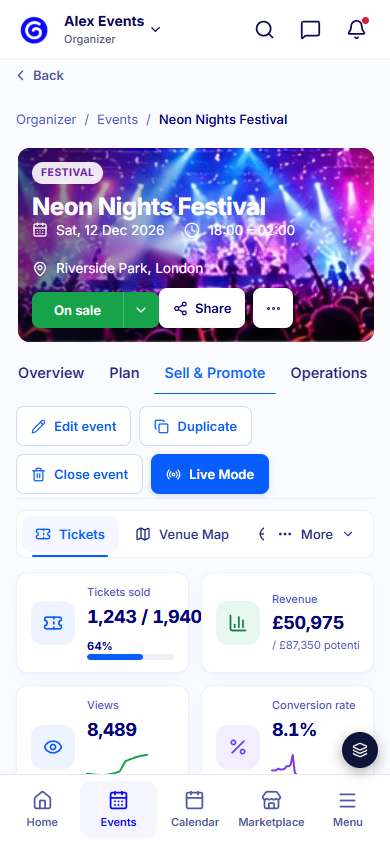 Alex Events
Organizer
Back
Organizer / Events / Neon Nights Festival
FESTIVAL
Neon Nights Festival
Sat, 12 Dec 2026 18:00 – 02:00
Riverside Park, London
On sale
Share
Overview Plan Sell & Promote Operations
Edit event Duplicate
Close event Live Mode
Tickets Venue Map More
Tickets sold
1,243 / 1,940
64%
Revenue
£50,975
/ £87,350 potenti
Views
8,489
Conversion rate
8.1%
Home Events Calendar Marketplace Menu